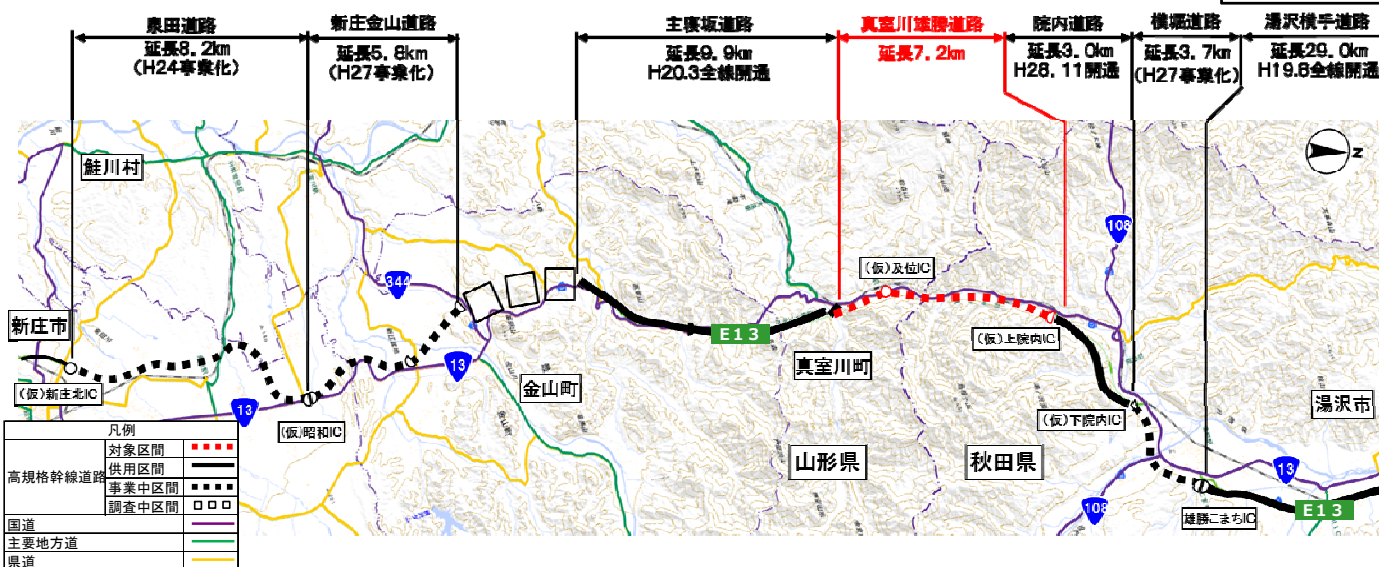 泉田道路
延長8.2km
(H24事業化)
新庄金山道路
延長5.8km
(H27事業化)
主寝坂道路
延長9.9km
H20.3全線開通
真室川雄勝道路
延長7.2km
院内道路
延長3.0km
H28.11開通
横堀道路
延長3.7km
(H27事業化)
湯沢横手道路
延長29.0km
H19.8全線開通
鮭川村
N
108
(仮)及位IC
344
新庄市
E13
(仮)上院内IC
13
真室川町
金山町
(仮)新庄北IC
湯沢市
13
(仮)下院内IC
(仮)昭和IC
凡例
高規格幹線道路
対象区間
供用区間
事業中区間
調査中区間
国道
主要地方道
県道
山形県
秋田県
13
108
雄勝こまちIC
E13